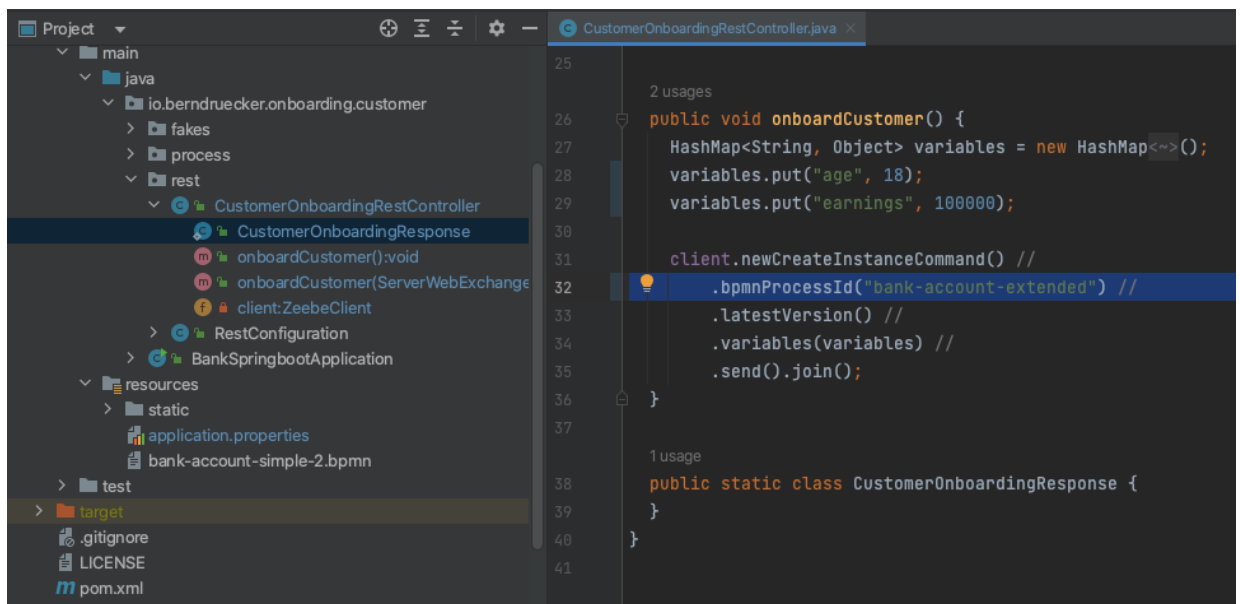 Project
main
java
io.berndruecker.onboarding.customer
fakes
process
rest
CustomerOnboardingRestController
CustomerOnboardingResponse
onboardCustomer():void
onboardCustomer(ServerWebExchange
client:ZeebeClient
RestConfiguration
BankSpringbootApplication
resources
static
application.properties
bank-account-simple-2.bpmn
test
target
.gitignore
LICENSE
pom.xml
CustomerOnboardingRestController.java
25
2 usages
26 public void onboardCustomer() {
27 HashMap<String, Object> variables = new HashMap<~>();
28 variables.put("age", 18);
29 variables.put("earnings", 100000);
30
31 client.newCreateInstanceCommand() //
32 .bpmnProcessId("bank-account-extended") //
33 .latestVersion() //
34 .variables(variables) //
35 .send().join();
36 }
37
1 usage
38 public static class CustomerOnboardingResponse {
39 }
40 }
41